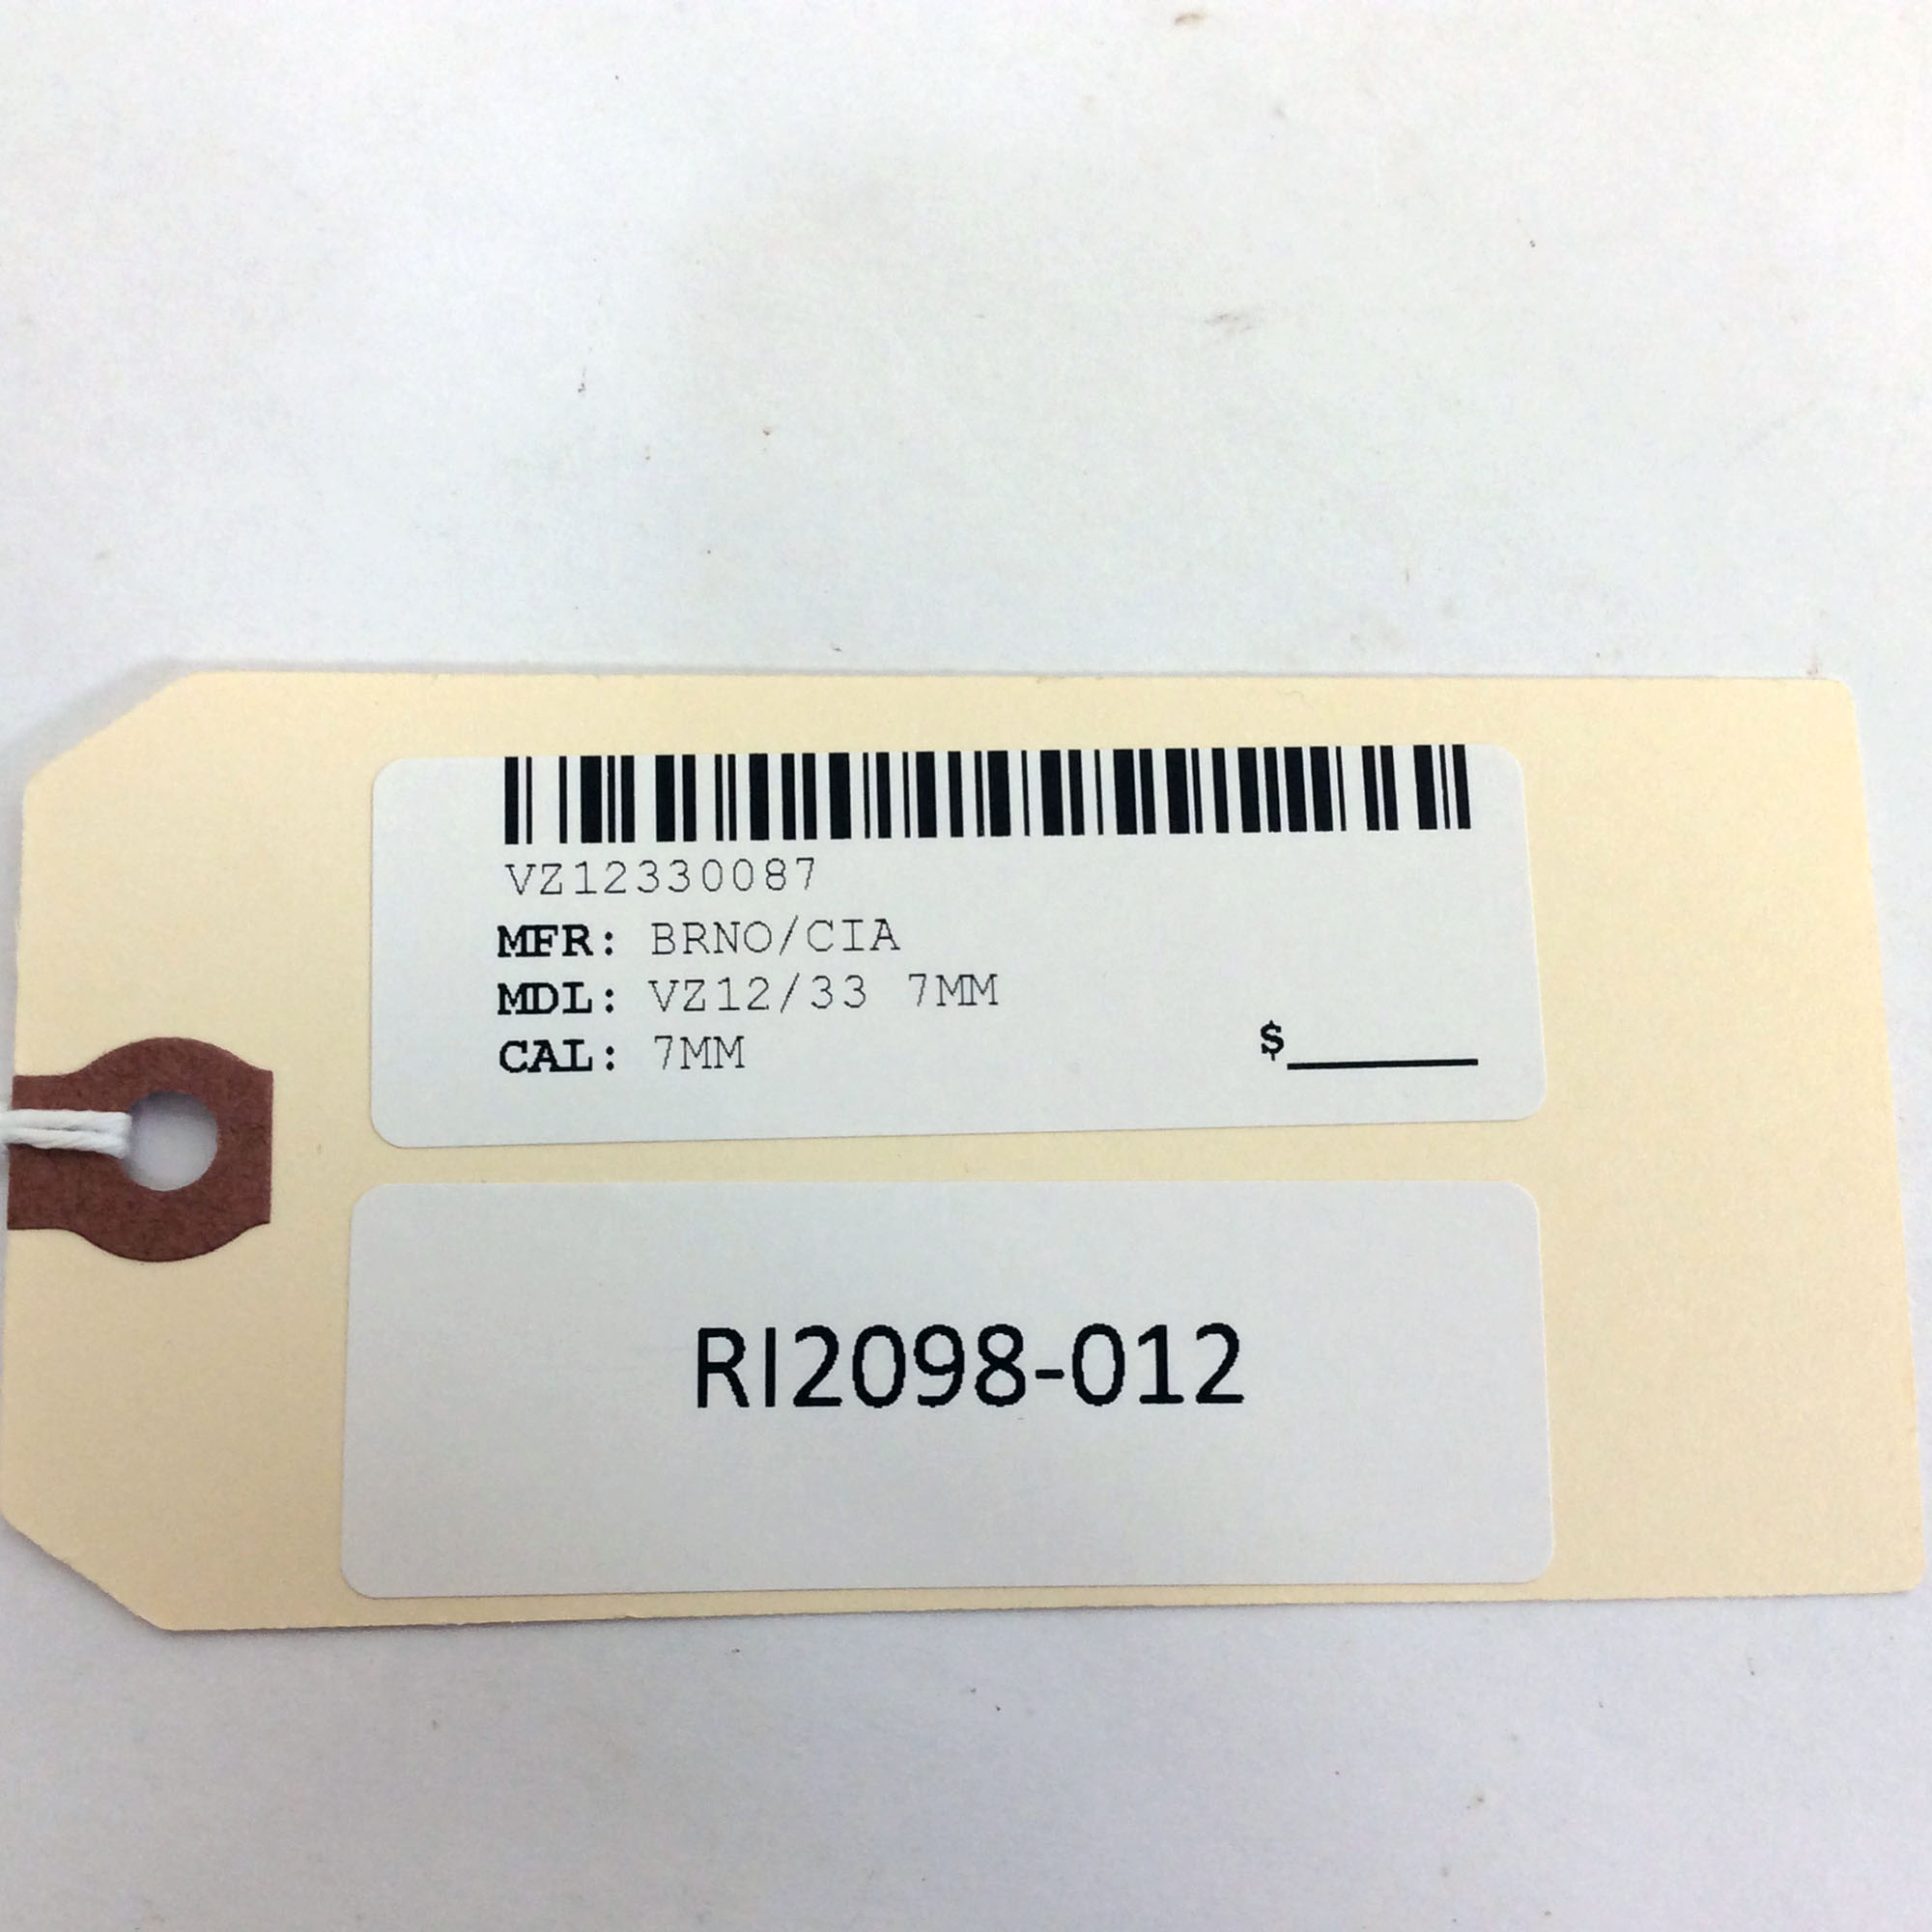 VZ12330087
MFR: BRNO/CIA
MDL: VZ12/33 7MM
CAL: 7MM
$
RI2098-012